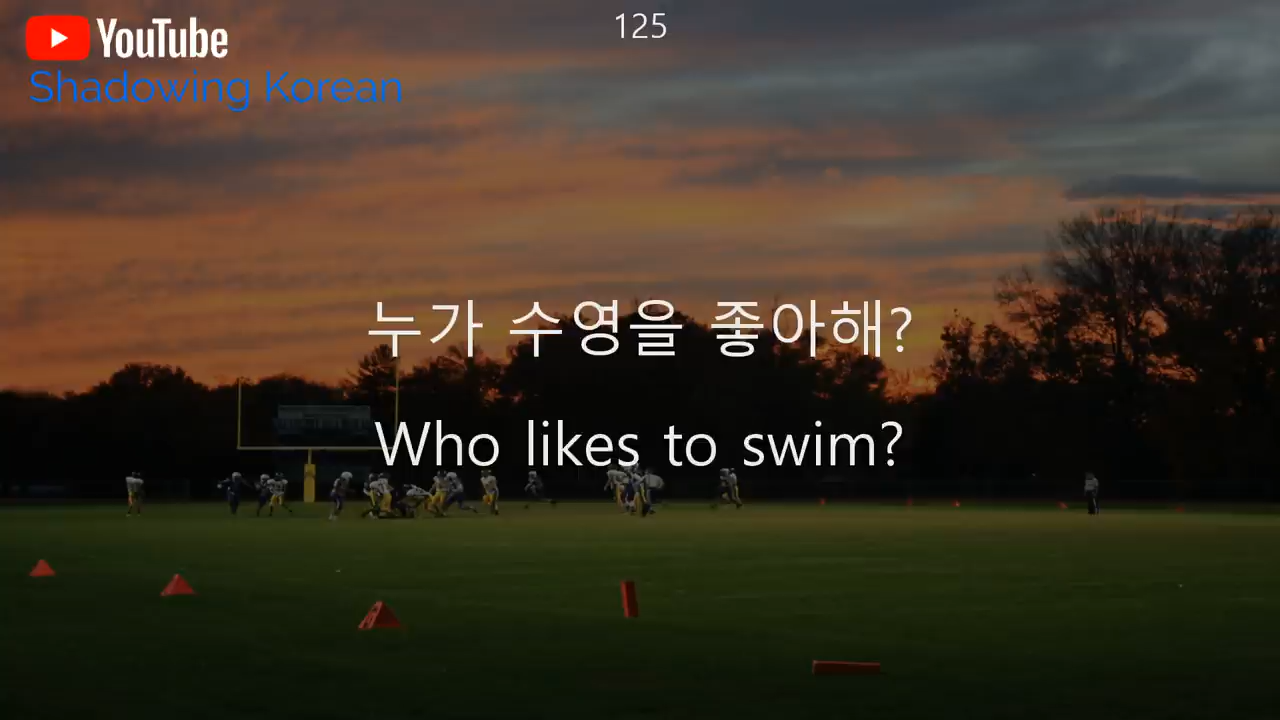 125
YouTube
Shadowing Korean
누가 수영을 좋아해?
Who likes to swim?